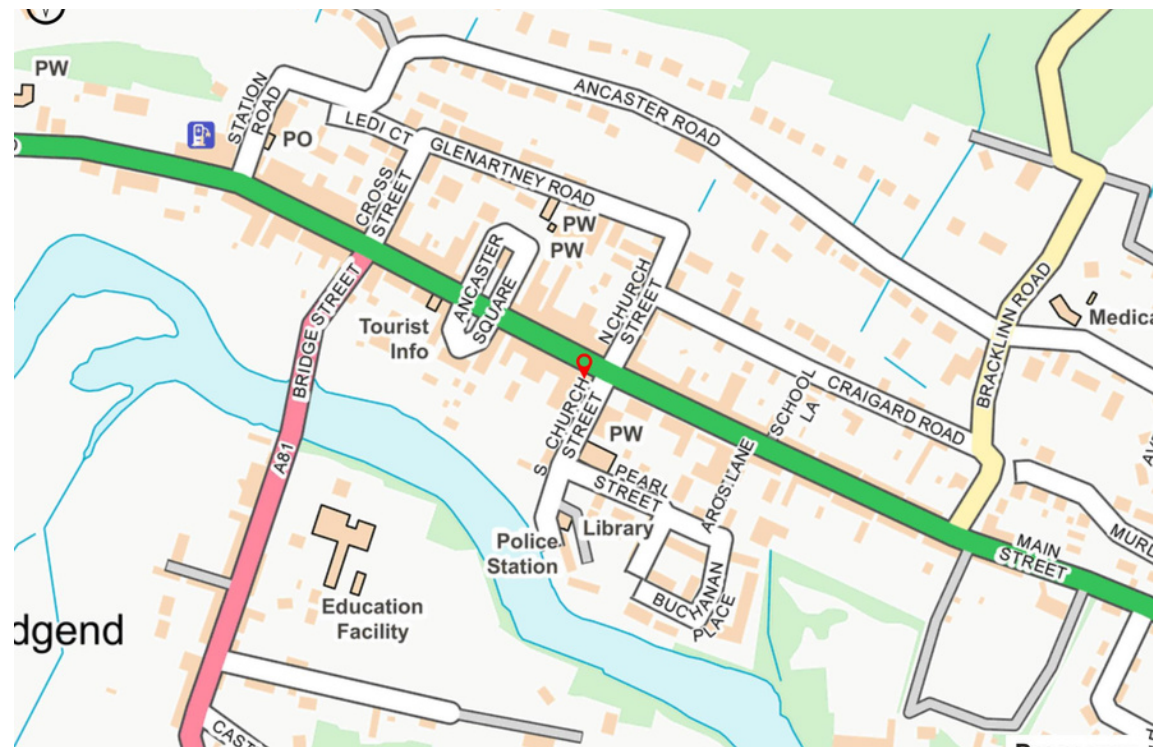 PW
STATION
ROAD
PO
LEDI CT
ANCASTER ROAD
GLENARTNEY ROAD
CROSS
STREET
PW
PW
ANCASTER
SQUARE
N CHURCH
STREET
BRACKLINN ROAD
Medica
Tourist
Info
BRIDGE STREET
A81
S CHURCH
STREET
PW
SCHOOL
LA
CRAIGARD ROAD
AROS LANE
PEARL
STREET
Library
Police
Station
MAIN
STREET
MURD
BUCHANAN
PLACE
Education
Facility
dgend
CAST